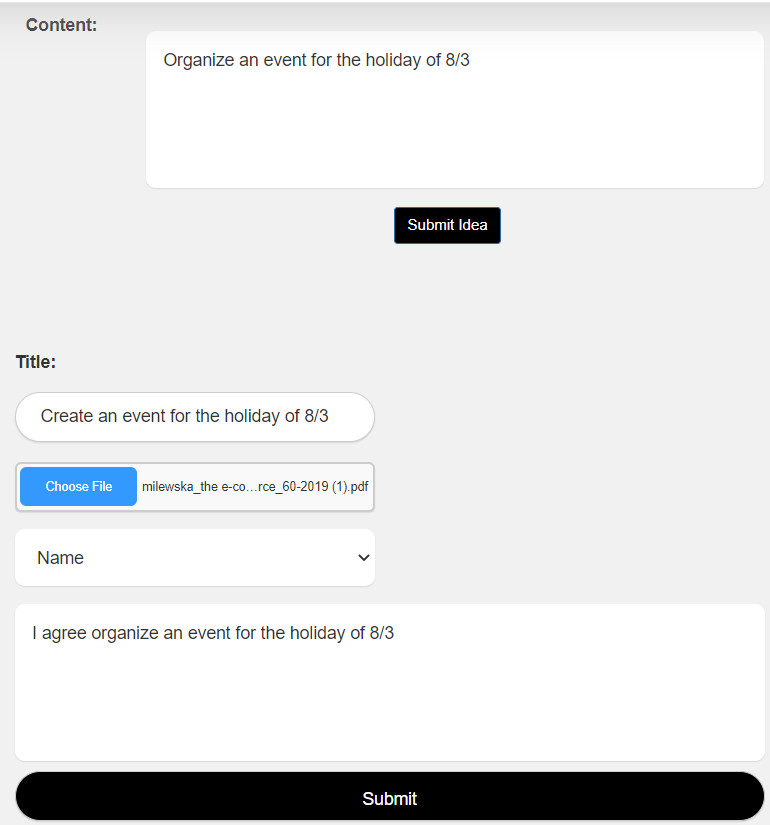 Content:
Organize an event for the holiday of 8/3
Submit Idea
Title:
Create an event for the holiday of 8/3
Choose File milewska_the e-co...rce_60-2019 (1).pdf
Name
I agree organize an event for the holiday of 8/3
Submit